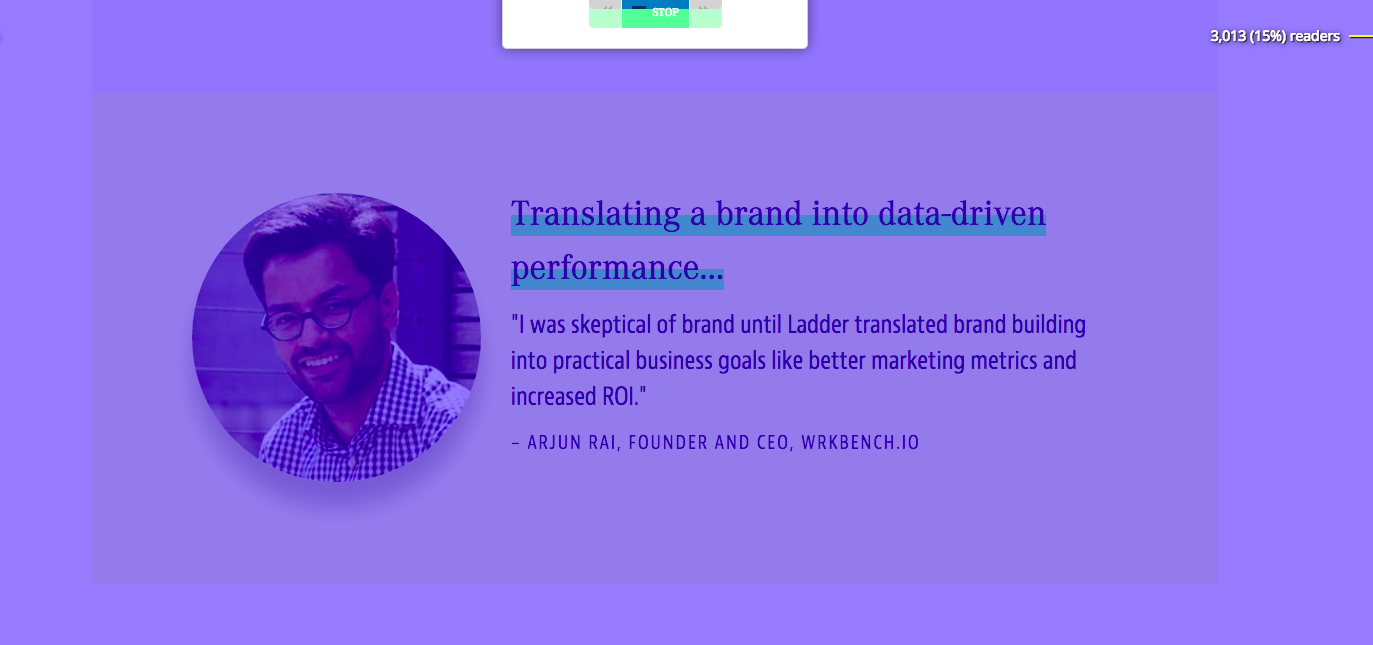 STOP
3,013 (15%) readers
Translating a brand into data-driven
performance...
"I was skeptical of brand until Ladder translated brand building
into practical business goals like better marketing metrics and
increased ROI."
– ARJUN RAI, FOUNDER AND CEO, WRKBENCH.IO